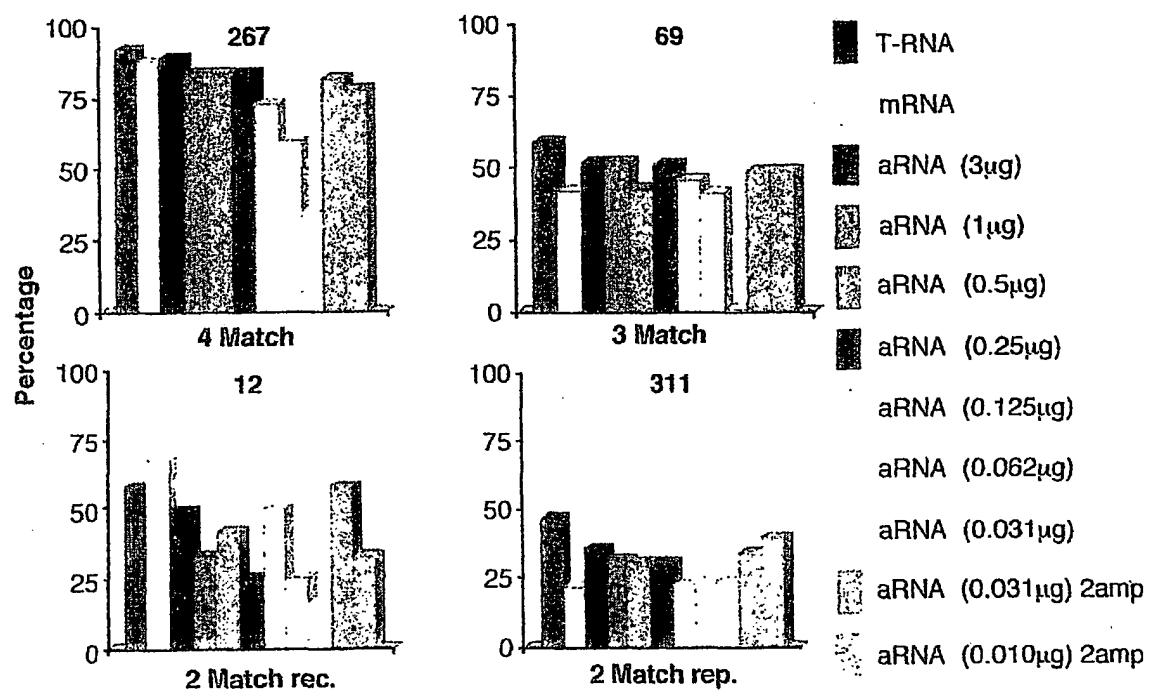 Percentage
100
75
50
25
0
267
4 Match
100
75
50
25
0
69
3 Match
100
75
50
25
0
12
2 Match rec.
100
75
50
25
0
311
2 Match rep.
T-RNA
mRNA
aRNA (3µg)
aRNA (1µg)
aRNA (0.5µg)
aRNA (0.25µg)
aRNA (0.125µg)
aRNA (0.062µg)
aRNA (0.031µg)
aRNA (0.031µg) 2amp
aRNA (0.010µg) 2amp